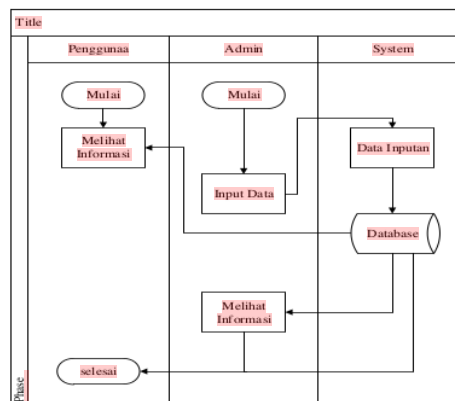 Title
Penggunaa
Admin
System
Mulai
Mulai
Melihat
Informasi
Data Inputan
Input Data
Database
Melihat
Informasi
selesai
Phase